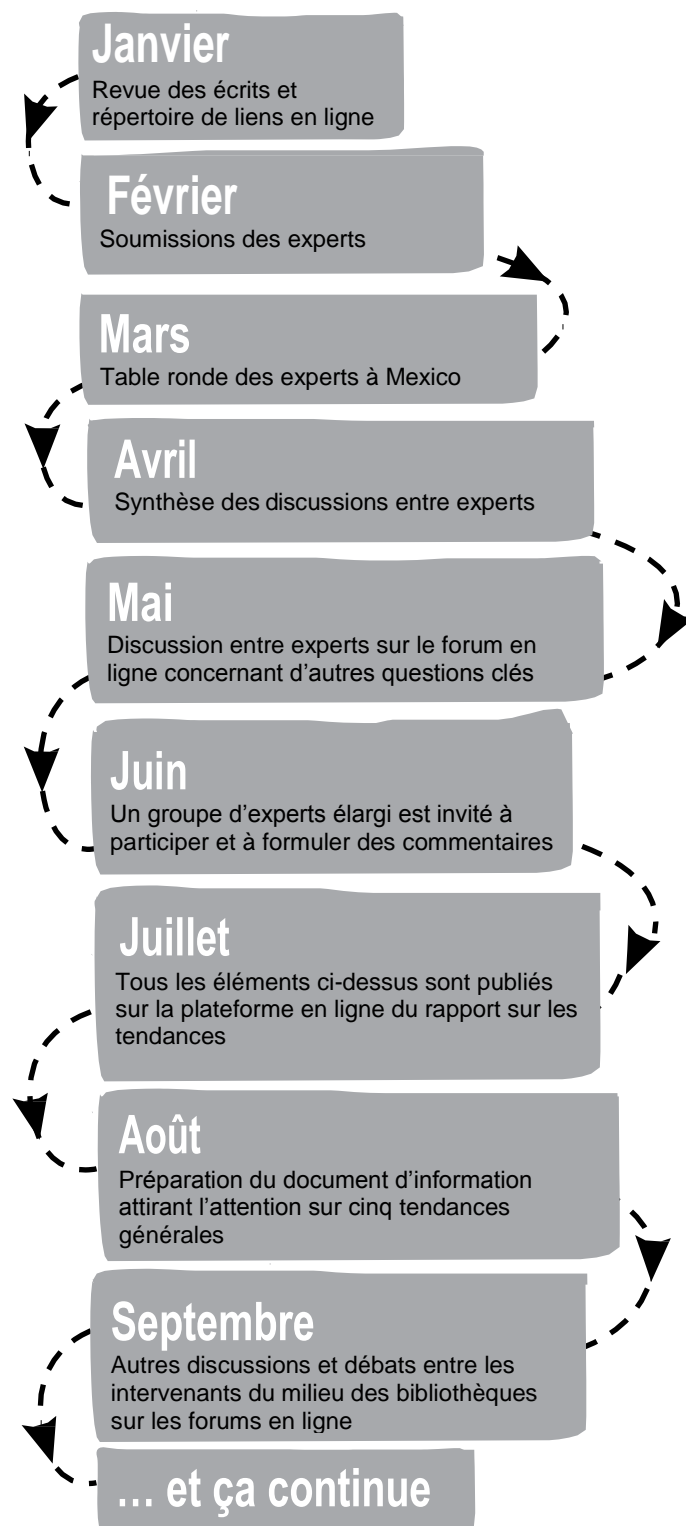 Janvier
Revue des écrits et
répertoire de liens en ligne
Février
Soumissions des experts
Mars
Table ronde des experts à Mexico
Avril
Synthèse des discussions entre experts
Mai
Discussion entre experts sur le forum en
ligne concernant d’autres questions clés
Juin
Un groupe d’experts élargi est invité à
participer et à formuler des commentaires
Juillet
Tous les éléments ci-dessus sont publiés
sur la plateforme en ligne du rapport sur les
tendances
Août
Préparation du document d’information
attirant l’attention sur cinq tendances
générales
Septembre
Autres discussions et débats entre les
intervenants du milieu des bibliothèques
sur les forums en ligne
… et ça continue